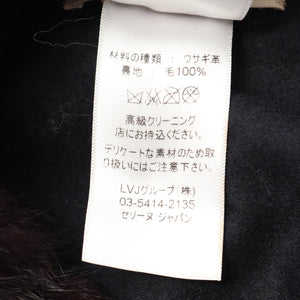 材料の種類 : ウサギ革
裏地 : 毛100%
高級クリーニング
店にお持込ください。
デリケートな素材のため取
り扱いにはご注意下さい。
LVJグループ(株)
03-5414-2135
セリーヌ ジャパン